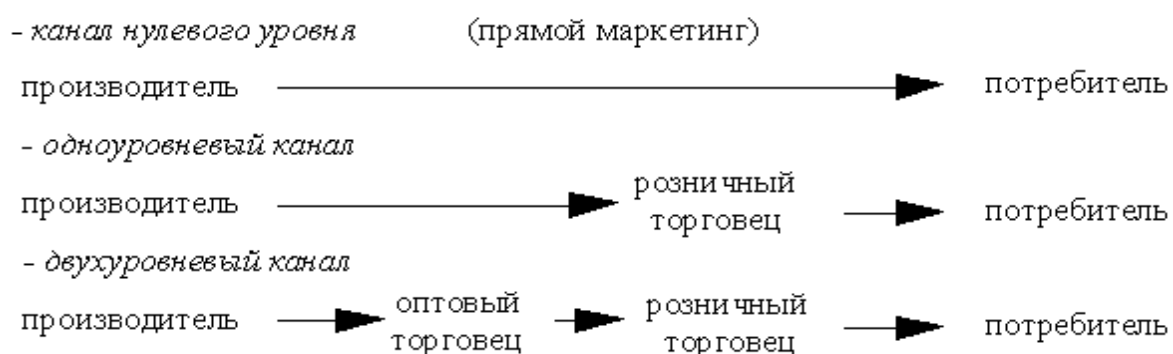 - канал нулевого уровня (прямой маркетинг)
производитель потребитель
- одноуровневый канал
производитель розничный торговец потребитель
- двухуровневый канал
производитель оптовый торговец розничный торговец потребитель